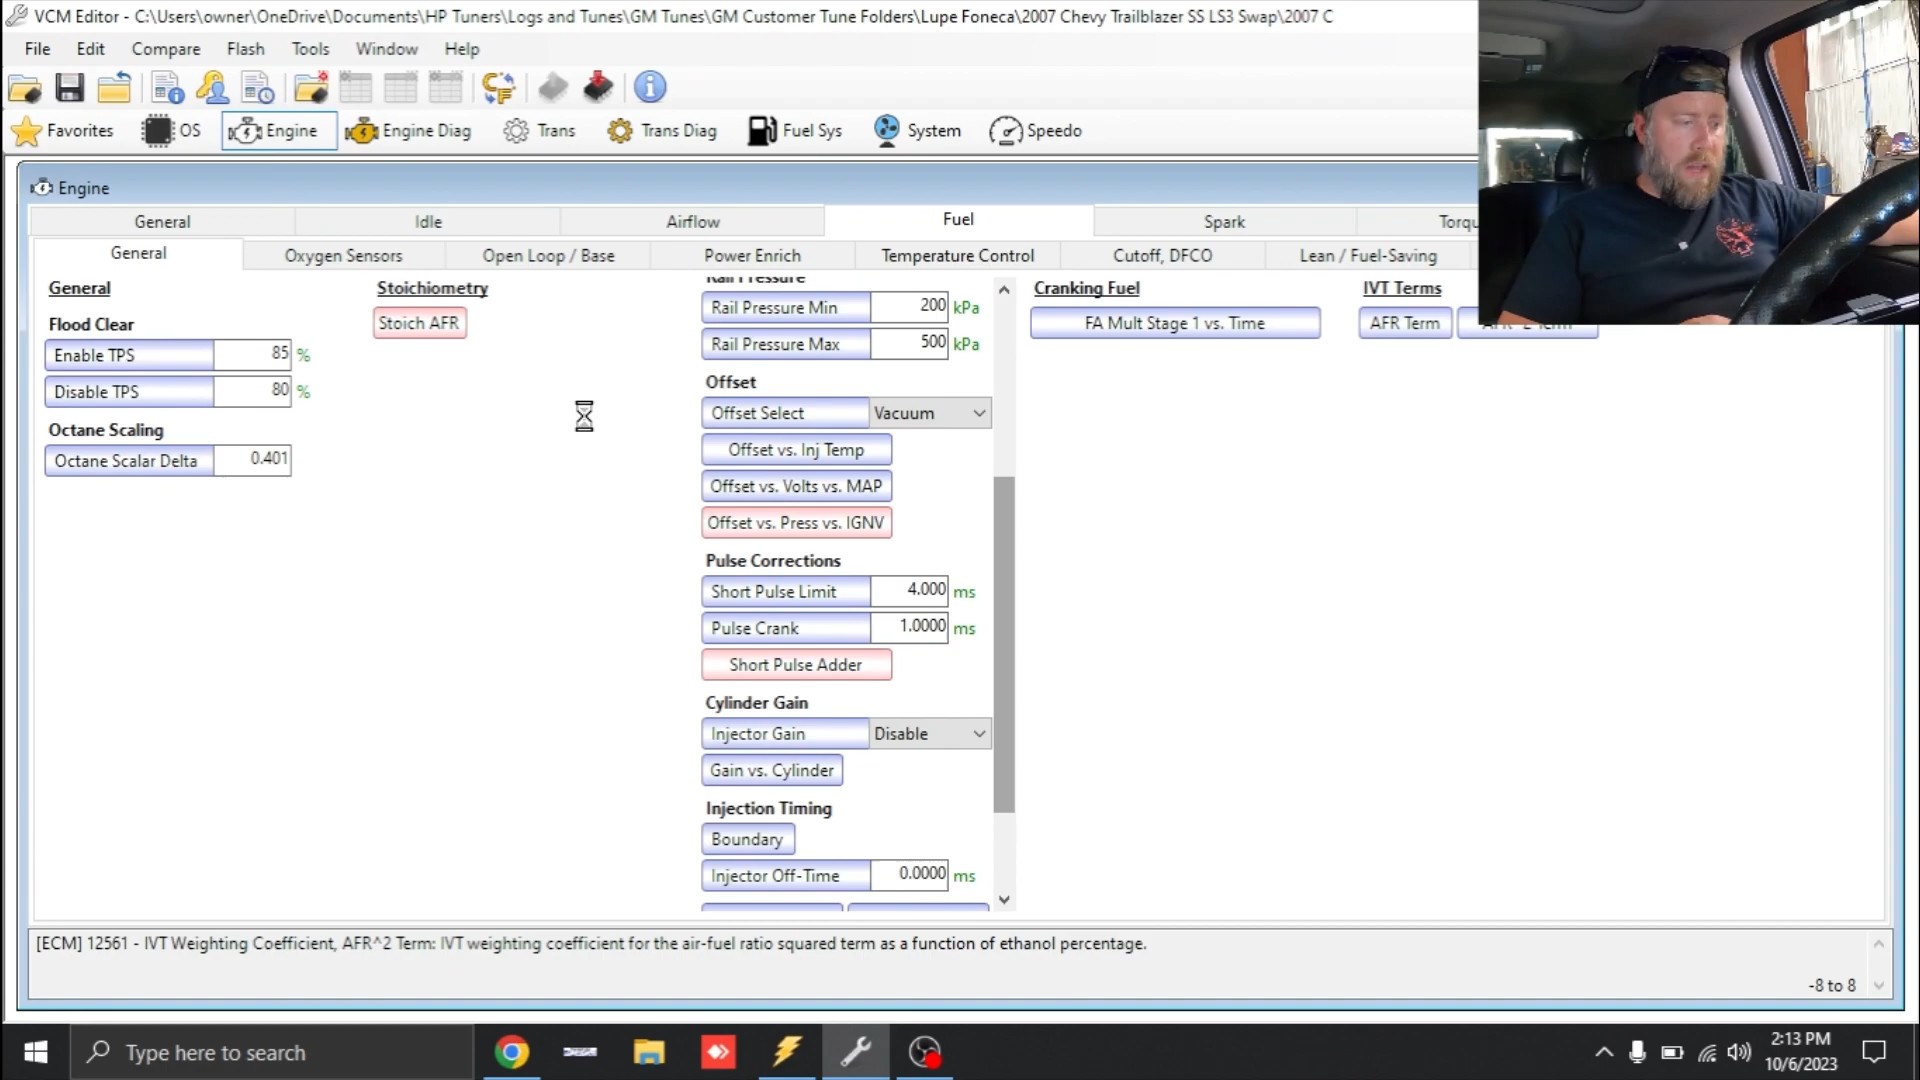 VCM Editor - C:\Users\owner\OneDrive\Documents\HP Tuners\Logs and Tunes\GM Tunes\GM Customer Tune Folders\Lupe Foneca\2007 Chevy Trailblazer SS LS3 Swap\2007 C
File Edit Compare Flash Tools Window Help
Favorites OS Engine Engine Diag Trans Trans Diag Fuel Sys System Speedo
Engine
General Idle Airflow Fuel Spark Torqu
General Oxygen Sensors Open Loop / Base Power Enrich Temperature Control Cutoff, DFCO Lean / Fuel-Saving
General
Flood Clear
Enable TPS 85 %
Disable TPS 80 %
Octane Scaling
Octane Scalar Delta 0.401
Stoichiometry
Stoich AFR
Rail Pressure
Rail Pressure Min 200 kPa
Rail Pressure Max 500 kPa
Offset
Offset Select Vacuum
Offset vs. Inj Temp
Offset vs. Volts vs. MAP
Offset vs. Press vs. IGNV
Pulse Corrections
Short Pulse Limit 4.000 ms
Pulse Crank 1.0000 ms
Short Pulse Adder
Cylinder Gain
Injector Gain Disable
Gain vs. Cylinder
Injection Timing
Boundary
Injector Off-Time 0.0000 ms
Cranking Fuel
FA Mult Stage 1 vs. Time
IVT Terms
AFR Term AFR^2 Term
[ECM] 12561 - IVT Weighting Coefficient, AFR^2 Term: IVT weighting coefficient for the air-fuel ratio squared term as a function of ethanol percentage.
-8 to 8
Type here to search
2:13 PM
10/6/2023